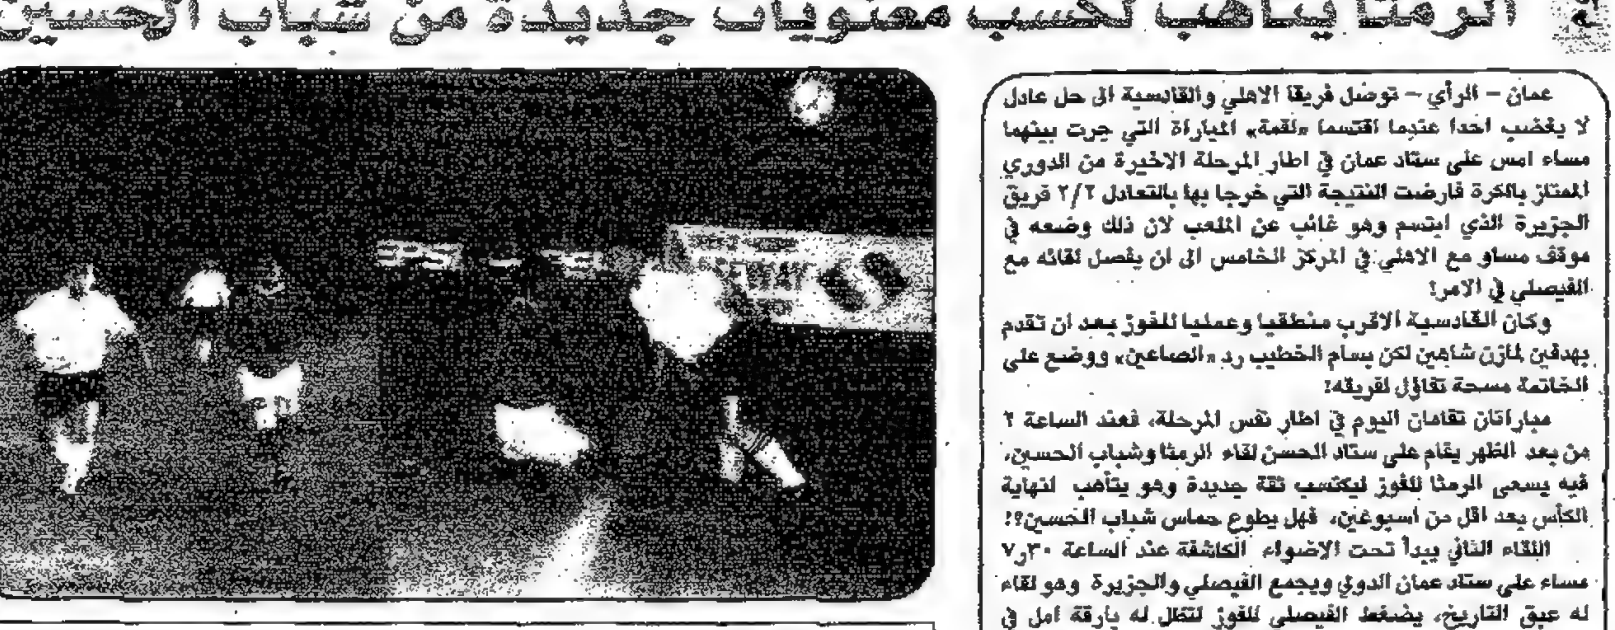 الرمثا يتأهب لكسب معنويات جديدة من شباب الحسين
عمان – الرأي – توصل فريقا الاهلي والقادسية الى حل عادل
لا يغضب احدا عندما اقتسما «لقمة» المباراة التي جرت بينهما
مساء امس على ستاد عمان في اطار المرحلة الاخيرة من الدوري
الممتاز بالكرة فارضت النتيجة التي خرجا بها بالتعادل ٢/٢ فريق
الجزيرة الذي ابتسم وهو غائب عن الملعب لان ذلك وضعه في
موقف مساو مع الاهلي في المركز الخامس الى ان يفصل لقائه مع
الفيصلي في الامر!
وكان القادسية الاقرب منطقيا وعمليا للفوز بعد ان تقدم
بهدفين لمازن شاهين لكن بسام الخطيب رد «الصاعين» ووضع على
الخاتمة مسحة تفاؤل لفريقه!
مباراتان تقامان اليوم في اطار نفس المرحلة، فعند الساعة
من بعد الظهر يقام على ستاد الحسن لقاء الرمثا وشباب الحسين،
فيه يسعى الرمثا للفوز ليكتسب ثقة جديدة وهو يتأهب لنهاية
الكأس بعد اقل من اسبوعين، فهل يطوع حماس شباب الحسين؟!
اللقاء الثاني يبدأ تحت الاضواء الكاشفة عند الساعة ٧٫٣٠
مساء على ستاد عمان الدولي ويجمع الفيصلي والجزيرة وهو لقاء
له عبق التاريخ، يضغط الفيصلي للفوز لتظل له بارقة امل في